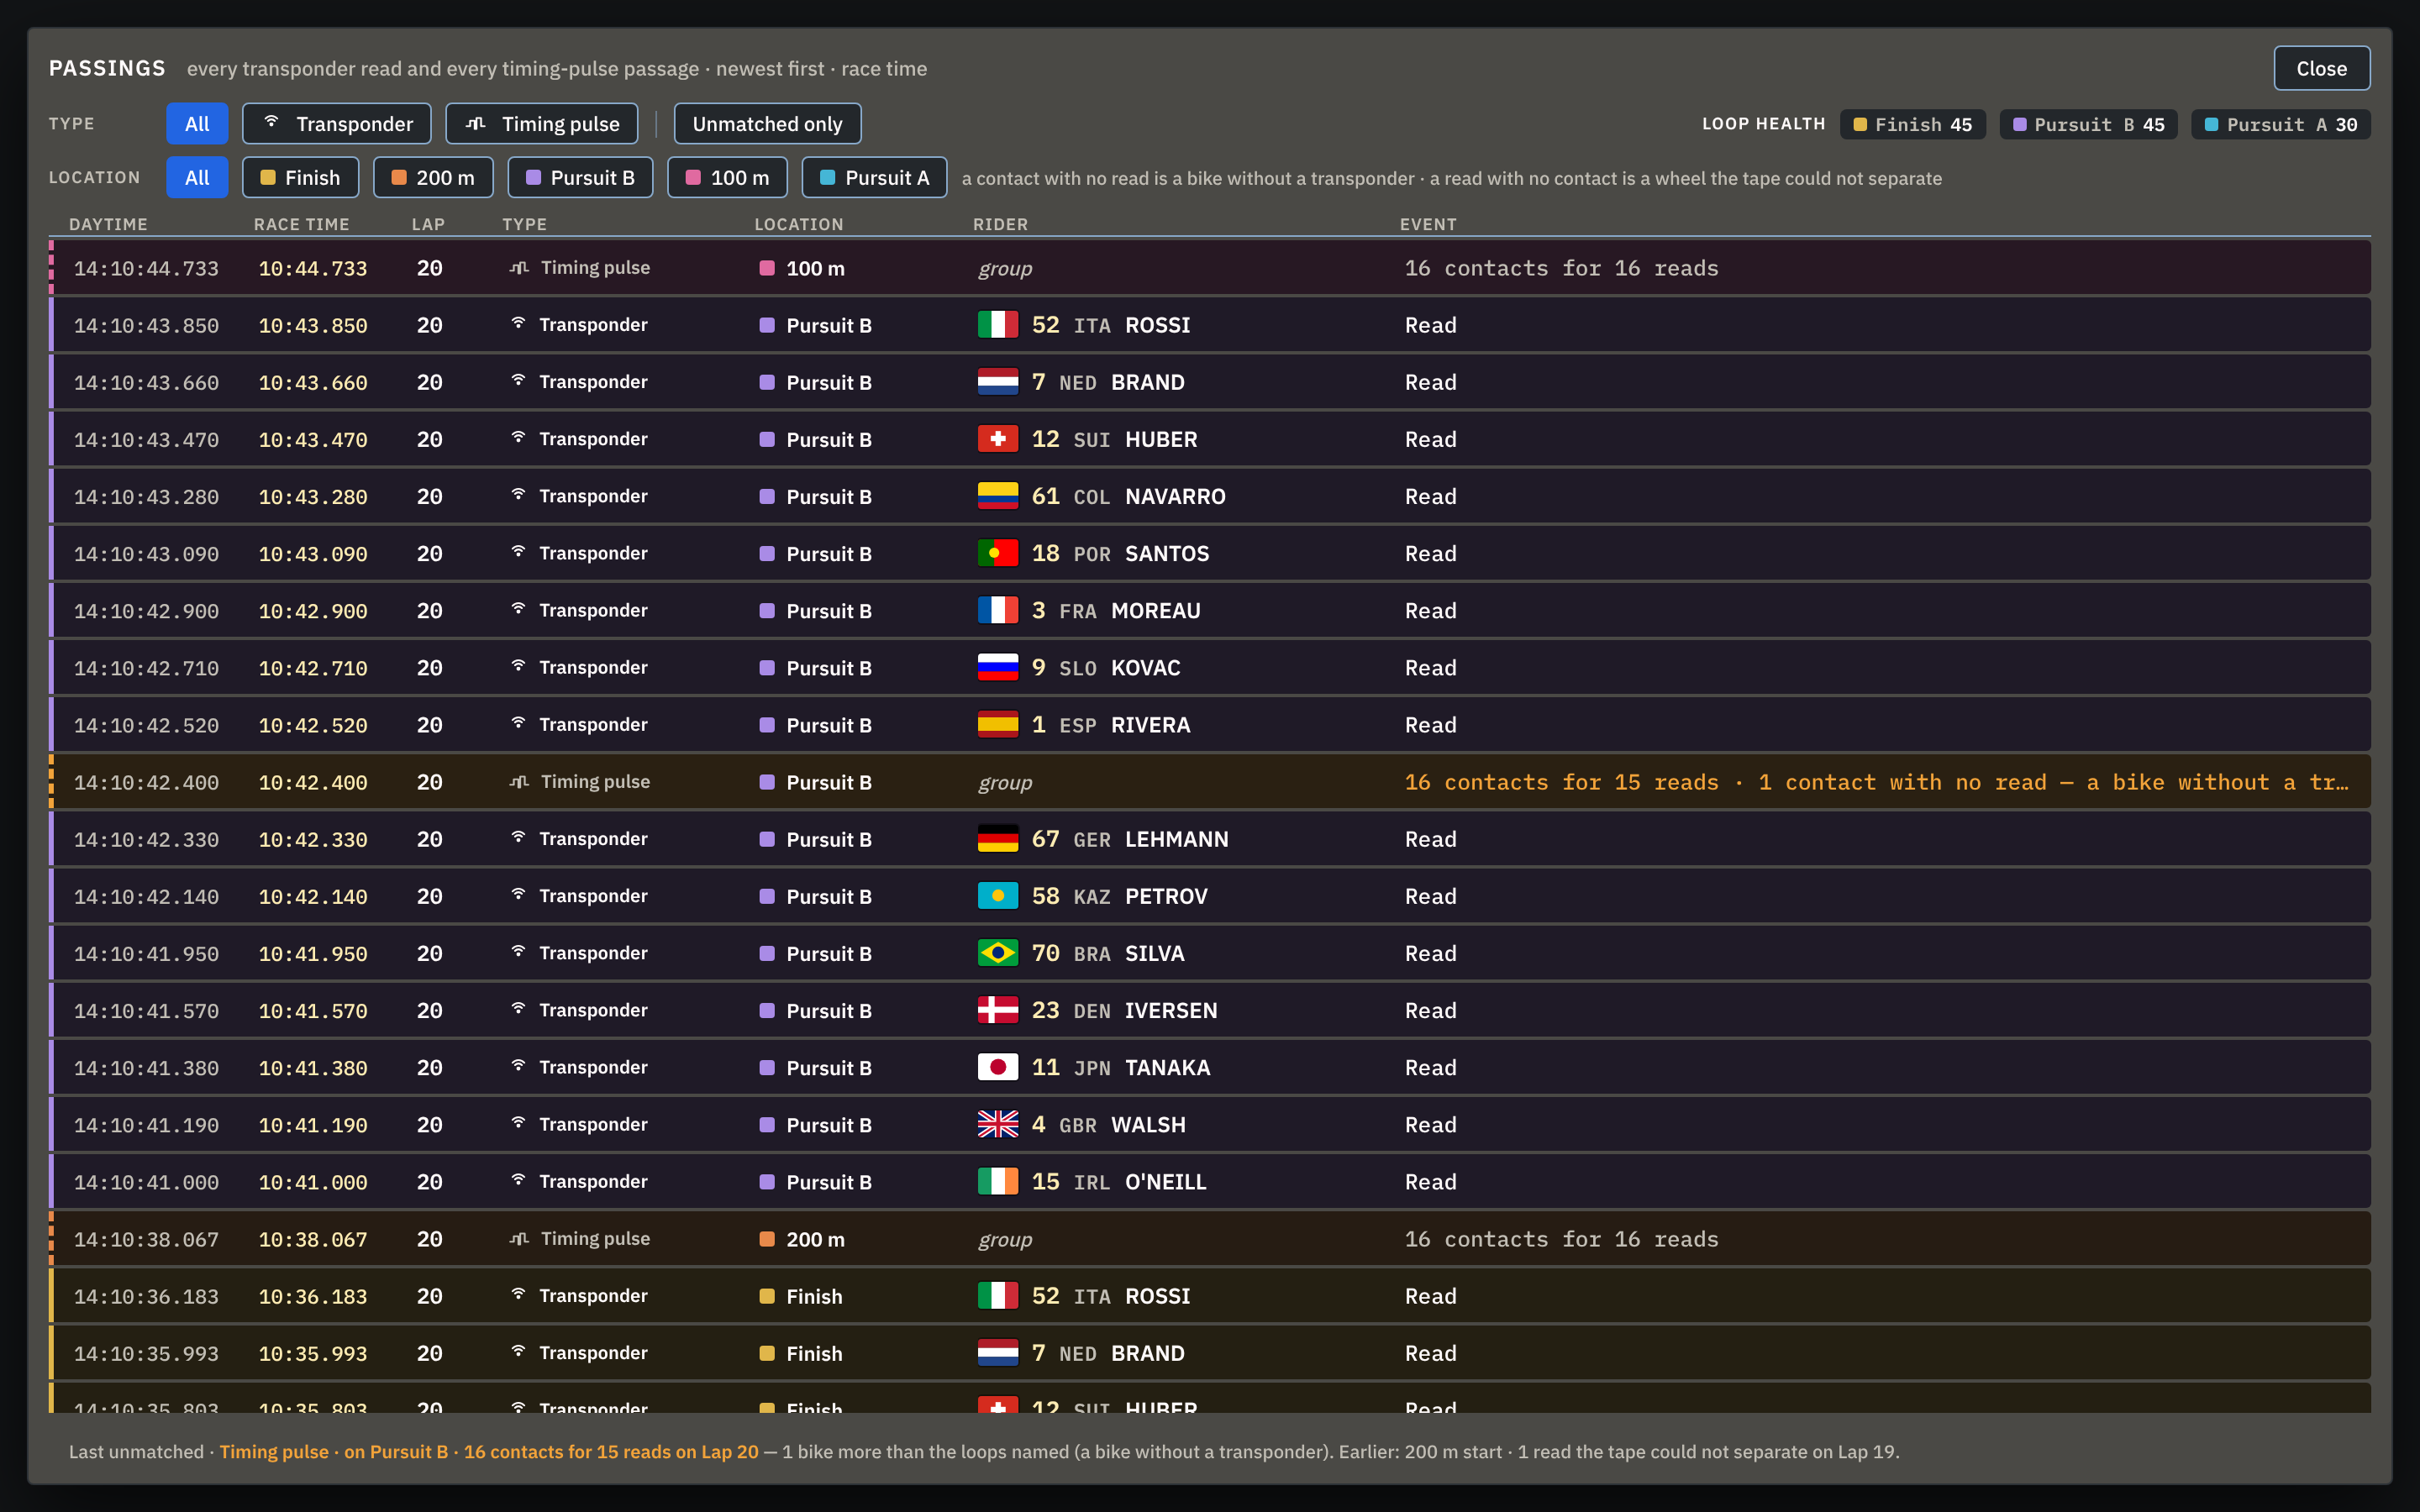 PASSINGS every transponder read and every timing-pulse passage · newest first · race time Close
TYPE All Transponder Timing pulse Unmatched only LOOP HEALTH Finish 45 Pursuit B 45 Pursuit A 30
LOCATION All Finish 200 m Pursuit B 100 m Pursuit A a contact with no read is a bike without a transponder · a read with no contact is a wheel the tape could not separate
DAYTIME RACE TIME LAP TYPE LOCATION RIDER EVENT
14:10:44.733 10:44.733 20 Timing pulse 100 m group 16 contacts for 16 reads
14:10:43.850 10:43.850 20 Transponder Pursuit B 52 ITA ROSSI Read
14:10:43.660 10:43.660 20 Transponder Pursuit B 7 NED BRAND Read
14:10:43.470 10:43.470 20 Transponder Pursuit B 12 SUI HUBER Read
14:10:43.280 10:43.280 20 Transponder Pursuit B 61 COL NAVARRO Read
14:10:43.090 10:43.090 20 Transponder Pursuit B 18 POR SANTOS Read
14:10:42.900 10:42.900 20 Transponder Pursuit B 3 FRA MOREAU Read
14:10:42.710 10:42.710 20 Transponder Pursuit B 9 SLO KOVAC Read
14:10:42.520 10:42.520 20 Transponder Pursuit B 1 ESP RIVERA Read
14:10:42.400 10:42.400 20 Timing pulse Pursuit B group 16 contacts for 15 reads · 1 contact with no read — a bike without a tr…
14:10:42.330 10:42.330 20 Transponder Pursuit B 67 GER LEHMANN Read
14:10:42.140 10:42.140 20 Transponder Pursuit B 58 KAZ PETROV Read
14:10:41.950 10:41.950 20 Transponder Pursuit B 70 BRA SILVA Read
14:10:41.570 10:41.570 20 Transponder Pursuit B 23 DEN IVERSEN Read
14:10:41.380 10:41.380 20 Transponder Pursuit B 11 JPN TANAKA Read
14:10:41.190 10:41.190 20 Transponder Pursuit B 4 GBR WALSH Read
14:10:41.000 10:41.000 20 Transponder Pursuit B 15 IRL O'NEILL Read
14:10:38.067 10:38.067 20 Timing pulse 200 m group 16 contacts for 16 reads
14:10:36.183 10:36.183 20 Transponder Finish 52 ITA ROSSI Read
14:10:35.993 10:35.993 20 Transponder Finish 7 NED BRAND Read
14:10:35.803 10:35.803 20 Transponder Finish 12 SUI HUBER Read
Last unmatched · Timing pulse · on Pursuit B · 16 contacts for 15 reads on Lap 20 — 1 bike more than the loops named (a bike without a transponder). Earlier: 200 m start · 1 read the tape could not separate on Lap 19.